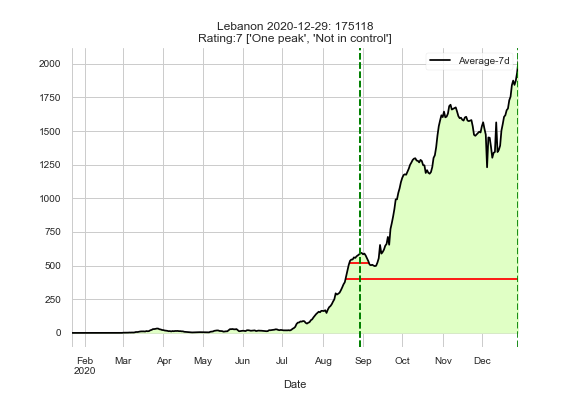 Lebanon 2020-12-29: 175118
Rating:7 ['One peak', 'Not in control']
Average-7d
2000
1750
1500
1250
1000
750
500
250
0
Feb Mar Apr May Jun Jul Aug Sep Oct Nov Dec
2020
Date